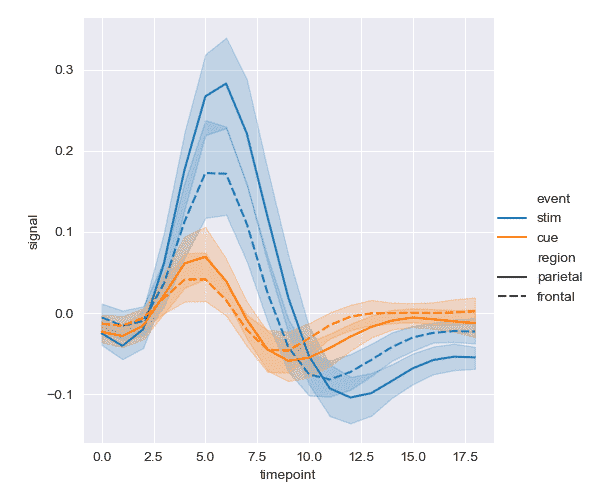 0.3
0.2
0.1
0.0
−0.1
signal
0.0 2.5 5.0 7.5 10.0 12.5 15.0 17.5
timepoint
event
stim
cue
region
parietal
frontal